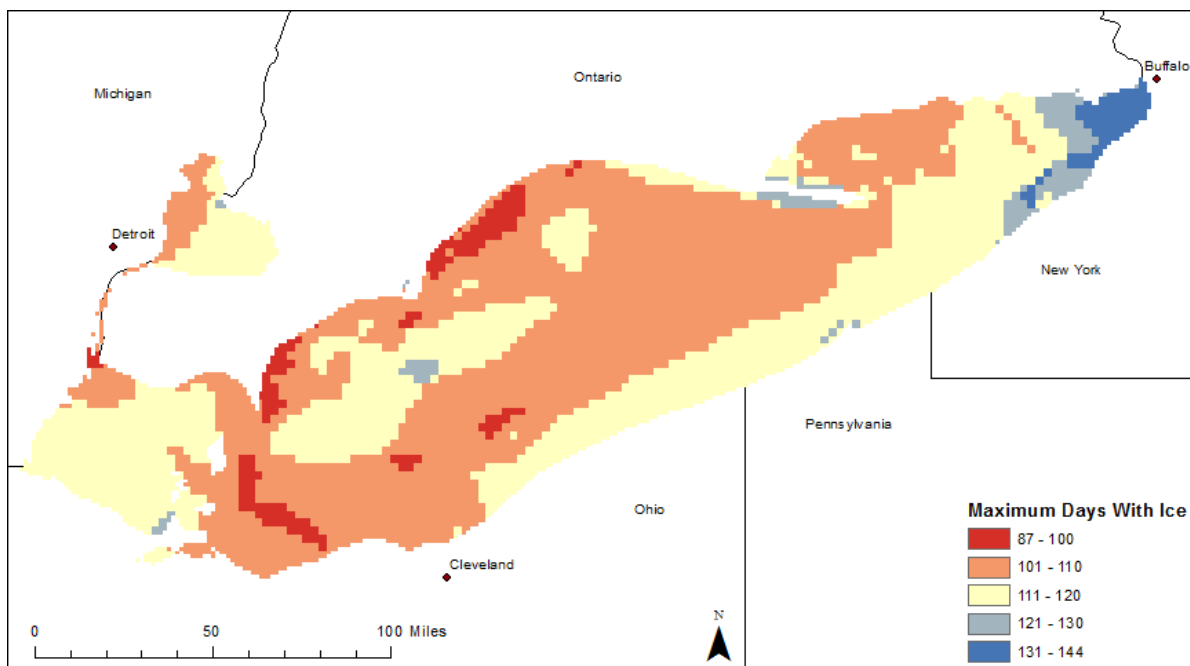 Buffalo
Ontario
Michigan
Detroit
New York
Pennsylvania
Ohio
Cleveland
Maximum Days With Ice
87 - 100
101 - 110
111 - 120
121 - 130
131 - 144
N
0 50 100 Miles